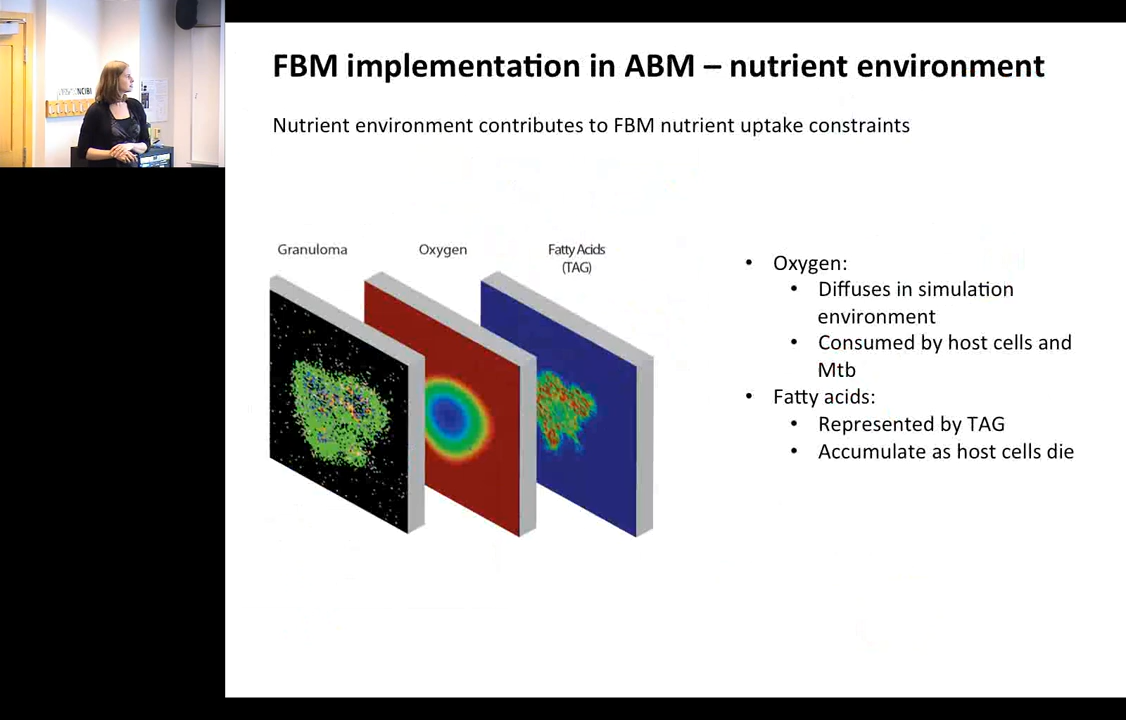 FBM implementation in ABM – nutrient environment
Nutrient environment contributes to FBM nutrient uptake constraints
Granuloma
Oxygen
Fatty Acids
(TAG)
• Oxygen:
• Diffuses in simulation
environment
• Consumed by host cells and
Mtb
• Fatty acids:
• Represented by TAG
• Accumulate as host cells die